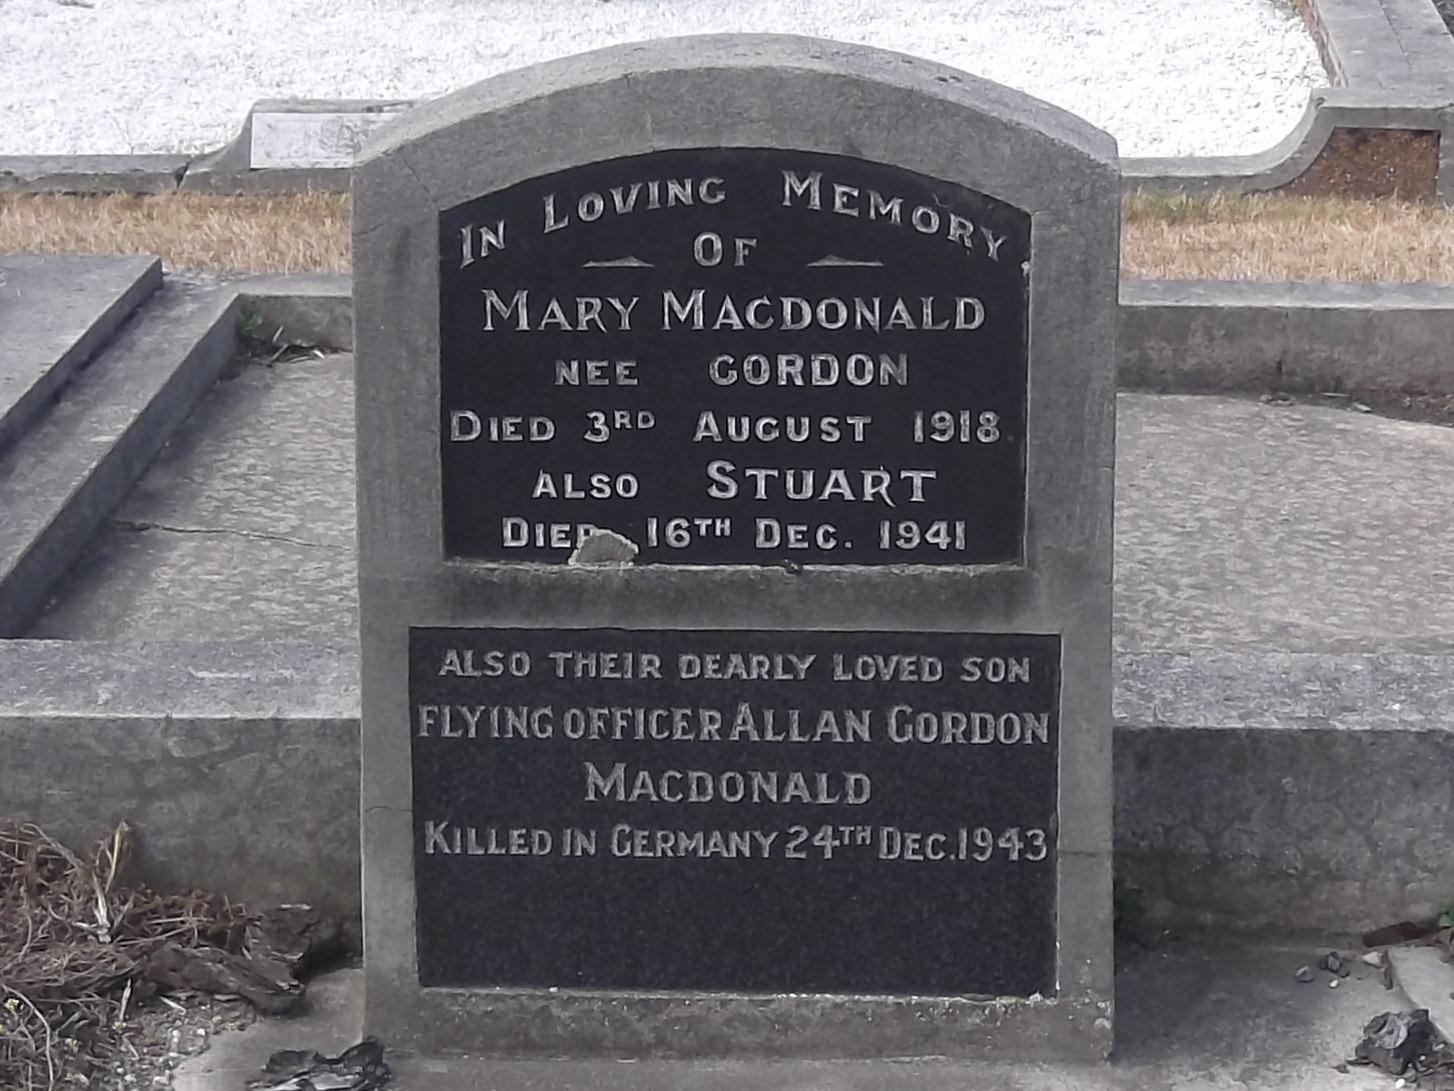 IN LOVING MEMORY
OF
MARY MACDONALD
NEE GORDON
DIED 3RD AUGUST 1918
ALSO STUART
DIED 16TH DEC. 1941
ALSO THEIR DEARLY LOVED SON
FLYING OFFICER ALLAN GORDON
MACDONALD
KILLED IN GERMANY 24TH DEC. 1943